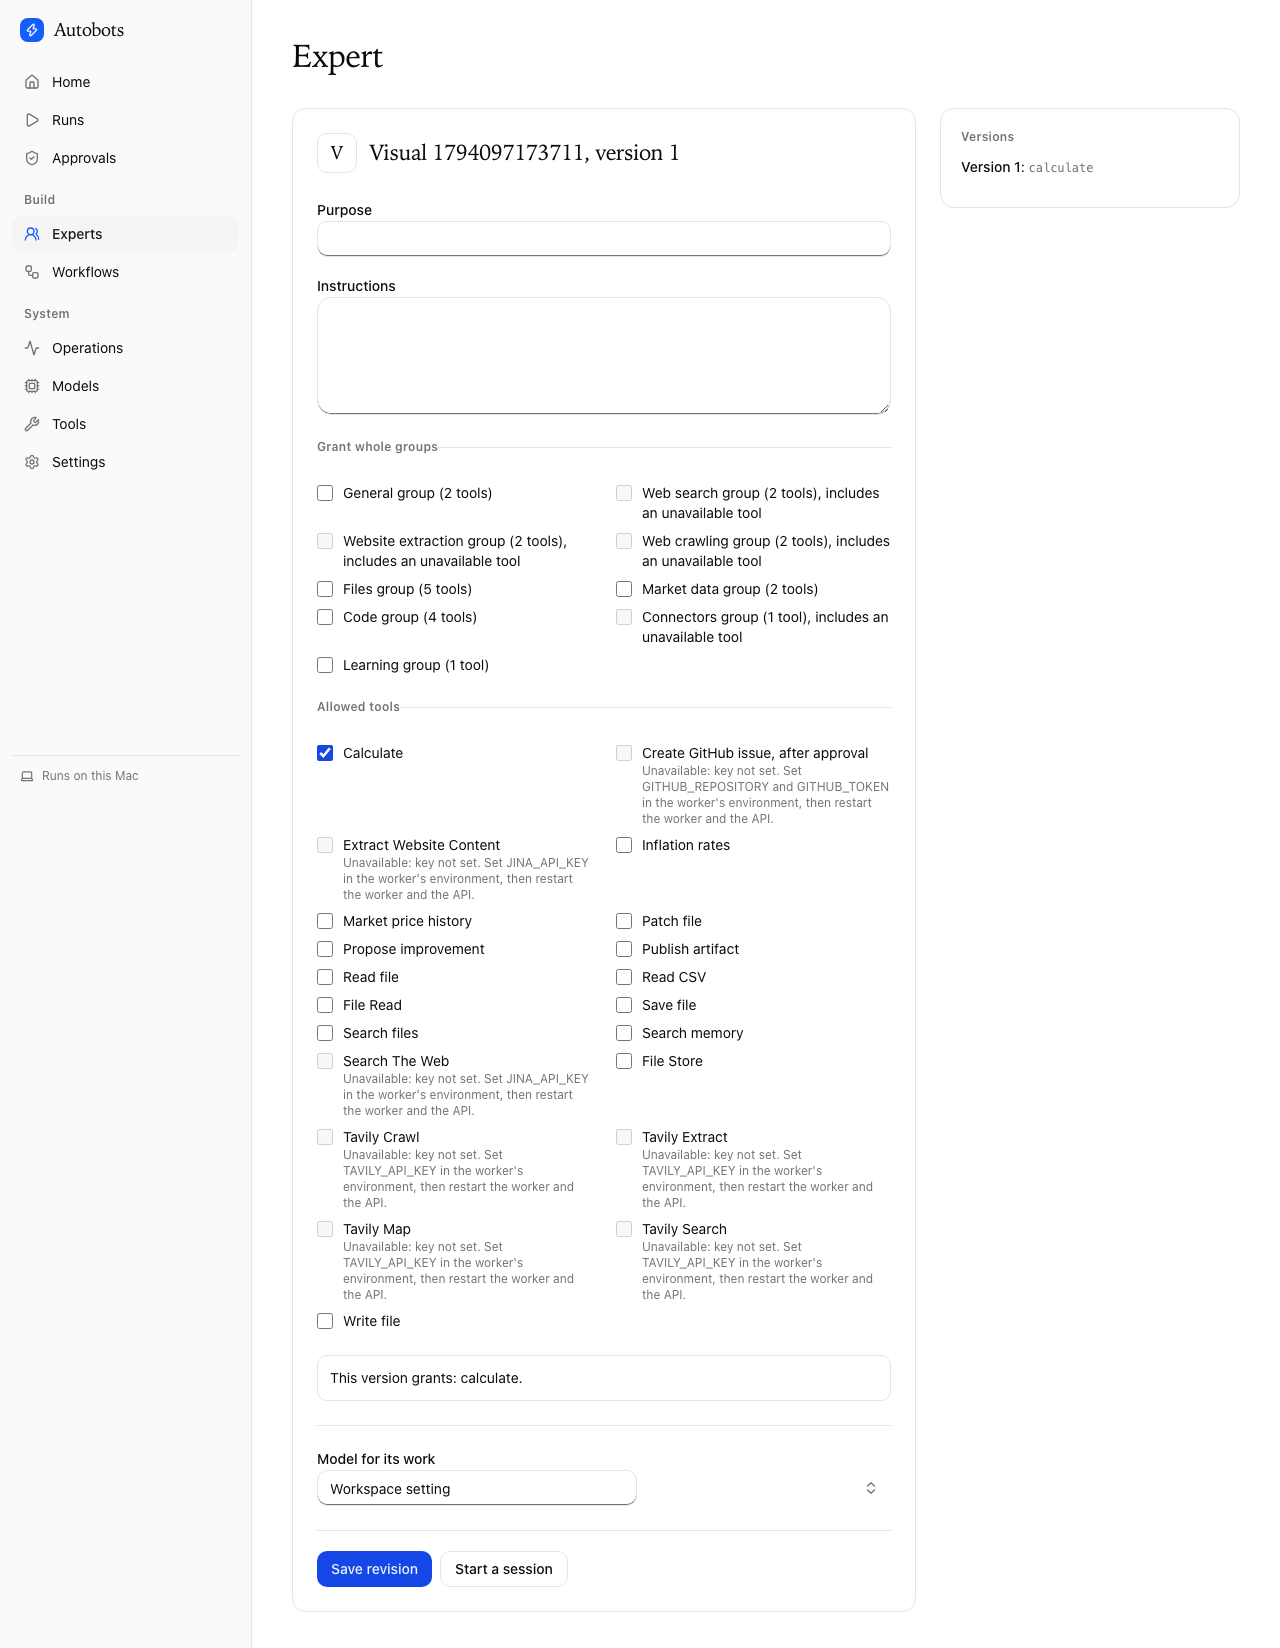 Autobots
Home
Runs
Approvals
Build
Experts
Workflows
System
Operations
Models
Tools
Settings
Runs on this Mac
Expert
V
Visual 1794097173711, version 1
Purpose
Instructions
Grant whole groups
General group (2 tools)
Web search group (2 tools), includes
an unavailable tool
Website extraction group (2 tools),
includes an unavailable tool
Web crawling group (2 tools), includes
an unavailable tool
Files group (5 tools)
Market data group (2 tools)
Code group (4 tools)
Connectors group (1 tool), includes an
unavailable tool
Learning group (1 tool)
Allowed tools
Calculate
Create GitHub issue, after approval
Unavailable: key not set. Set
GITHUB_REPOSITORY and GITHUB_TOKEN
in the worker's environment, then restart
the worker and the API.
Extract Website Content
Unavailable: key not set. Set JINA_API_KEY
in the worker's environment, then restart
the worker and the API.
Inflation rates
Market price history
Patch file
Propose improvement
Publish artifact
Read file
Read CSV
File Read
Save file
Search files
Search memory
Search The Web
Unavailable: key not set. Set JINA_API_KEY
in the worker's environment, then restart
the worker and the API.
File Store
Tavily Crawl
Unavailable: key not set. Set
TAVILY_API_KEY in the worker's
environment, then restart the worker and
the API.
Tavily Extract
Unavailable: key not set. Set
TAVILY_API_KEY in the worker's
environment, then restart the worker and
the API.
Tavily Map
Unavailable: key not set. Set
TAVILY_API_KEY in the worker's
environment, then restart the worker and
the API.
Tavily Search
Unavailable: key not set. Set
TAVILY_API_KEY in the worker's
environment, then restart the worker and
the API.
Write file
This version grants: calculate.
Model for its work
Workspace setting
Save revision
Start a session
Versions
Version 1: calculate